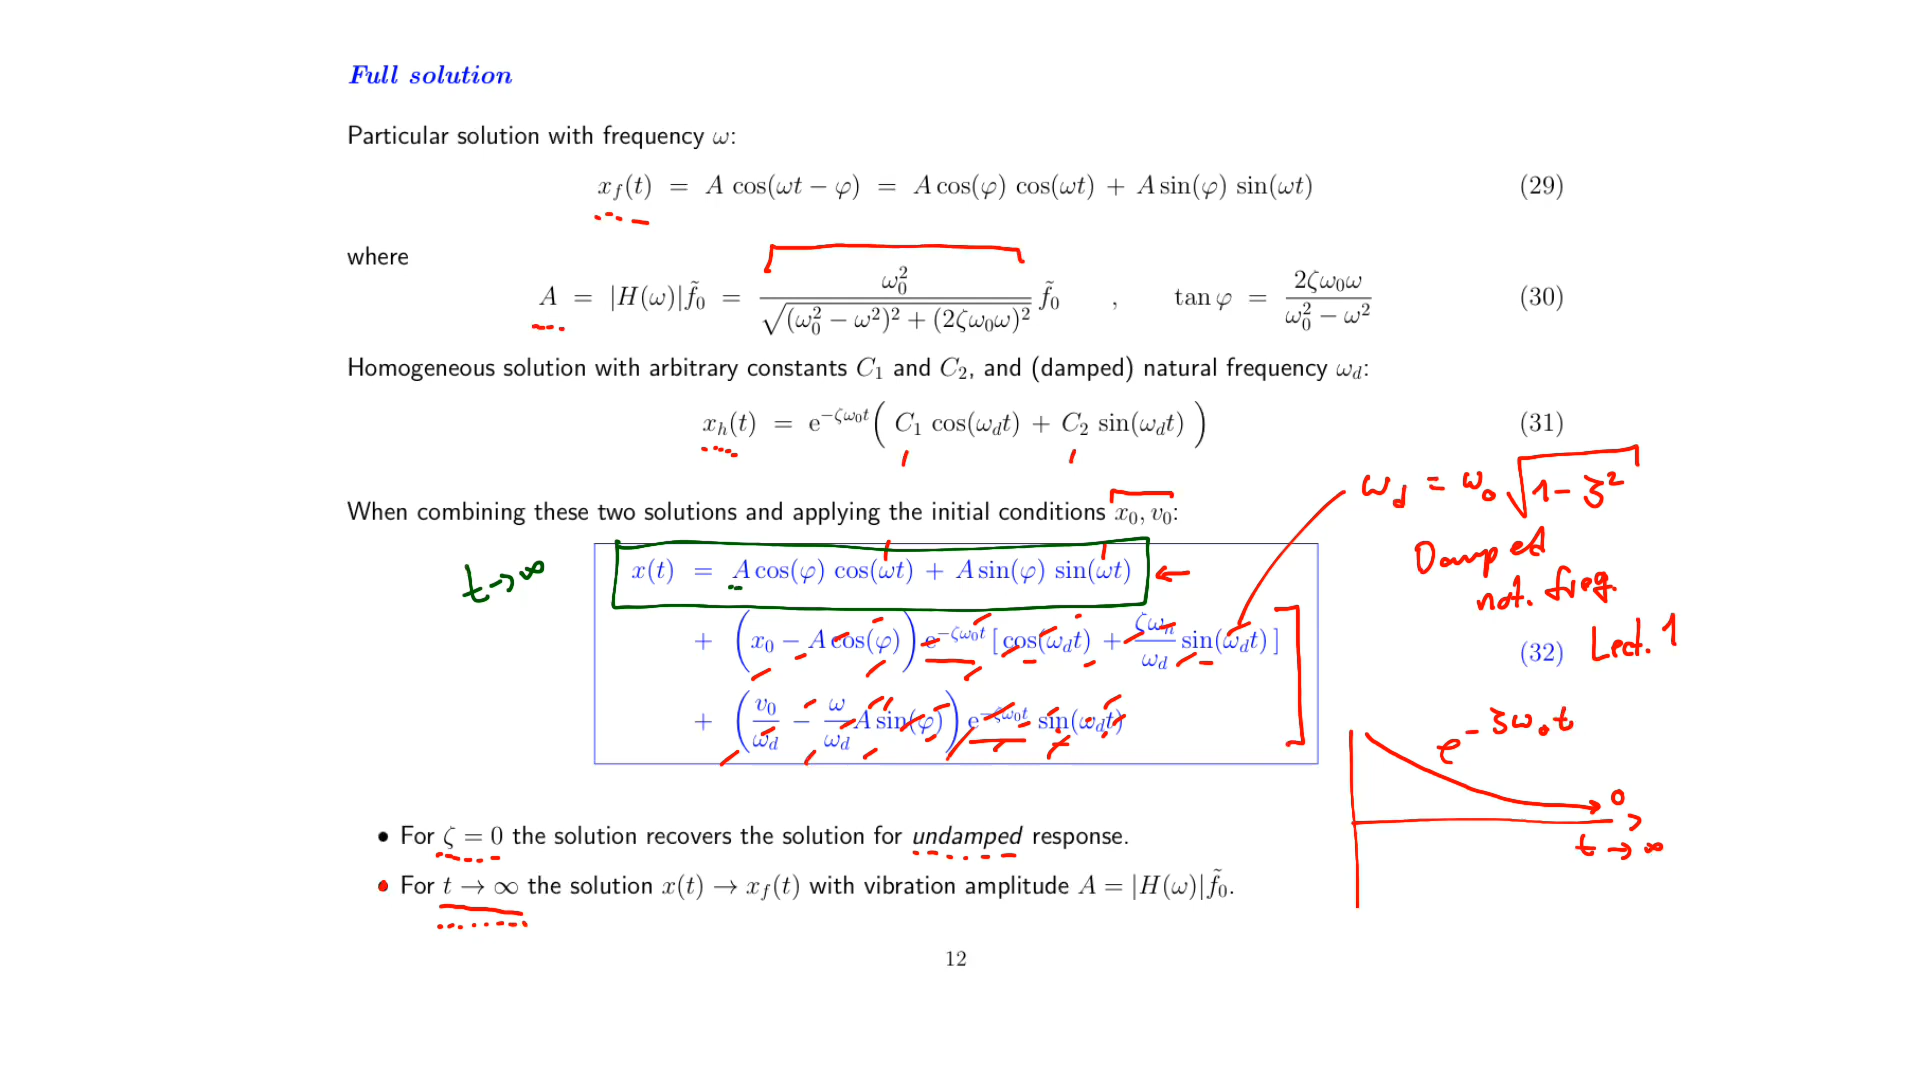 Full solution
Particular solution with frequency ω:
x_f(t) = A cos(ωt − φ) = A cos(φ) cos(ωt) + A sin(φ) sin(ωt) (29)
where
A = |H(ω)|f̃₀ = ω₀² / √((ω₀² − ω²)² + (2ζω₀ω)²) f̃₀ , tan φ = 2ζω₀ω / (ω₀² − ω²) (30)
Homogeneous solution with arbitrary constants C₁ and C₂, and (damped) natural frequency ω_d:
x_h(t) = e^{−ζω₀t}( C₁ cos(ω_d t) + C₂ sin(ω_d t) ) (31)
ω_d = ω₀ √(1 − ζ²)
When combining these two solutions and applying the initial conditions x₀, v₀:
Damped
nat. freq.
Lect. 1
t → ∞
x(t) = A cos(φ) cos(ωt) + A sin(φ) sin(ωt)
+ (x₀ − A cos(φ)) e^{−ζω₀t} [ cos(ω_d t) + ζω_n/ω_d sin(ω_d t) ] (32)
+ (v₀/ω_d − ω/ω_d A sin(φ)) e^{−ζω₀t} sin(ω_d t)
e^{−ζω₀t}
0
t → ∞
• For ζ = 0 the solution recovers the solution for undamped response.
• For t → ∞ the solution x(t) → x_f(t) with vibration amplitude A = |H(ω)|f̃₀.
12